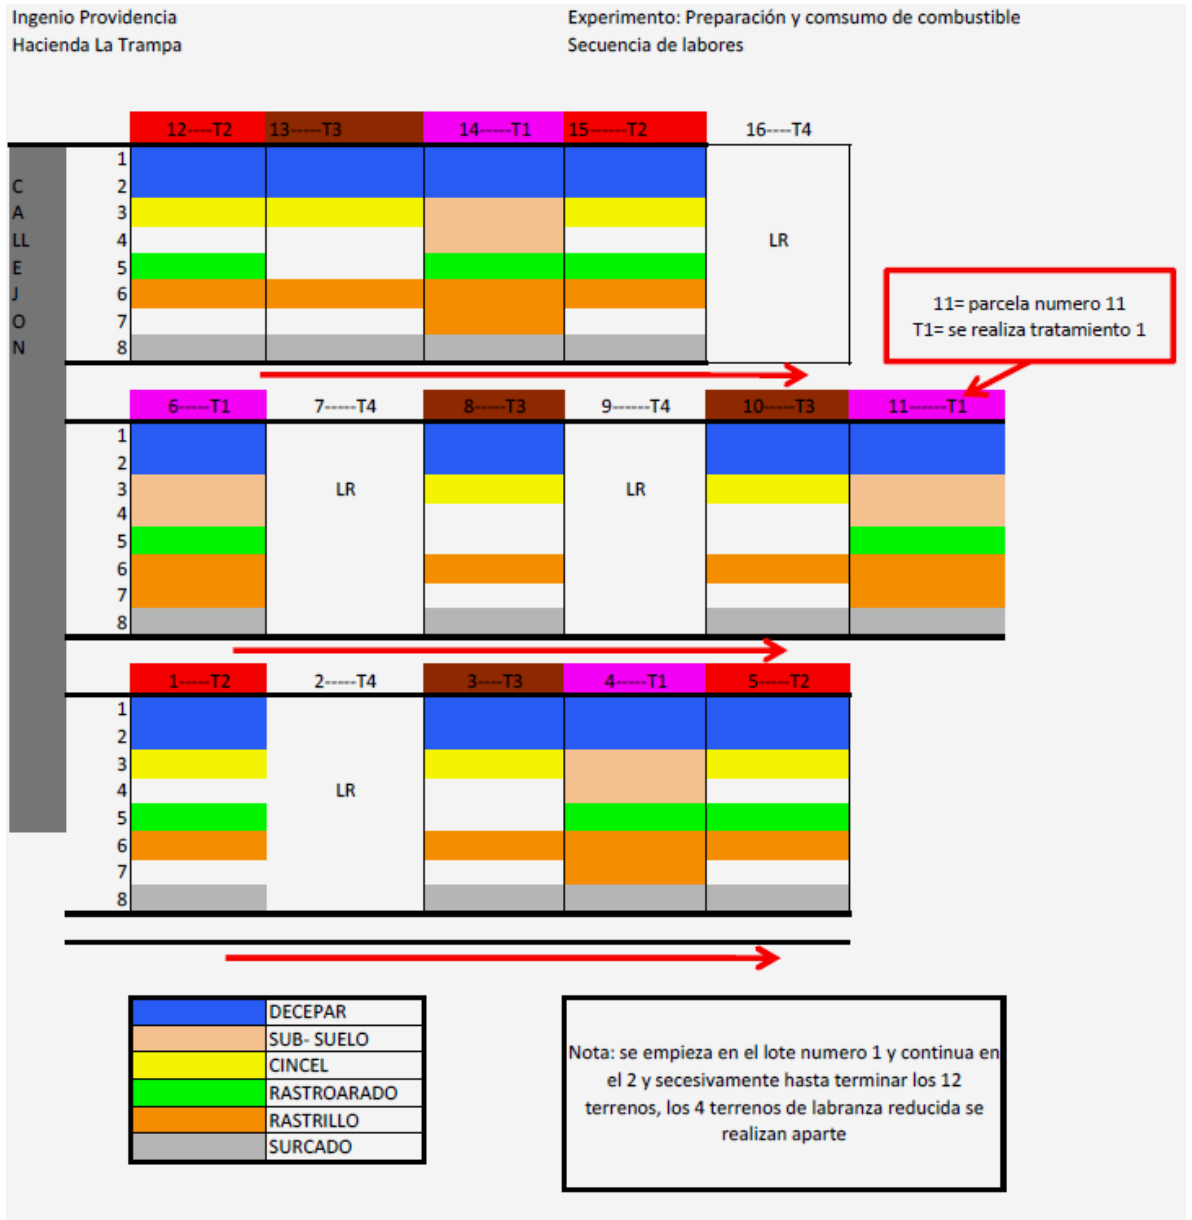 Ingenio Providencia
Experimento: Preparación y comsumo de combustible
Hacienda La Trampa
Secuencia de labores
12----T2 13-----T3 14-----T1 15------T2 16----T4
CALLEJON
1
2
3
4 LR
5
6
7
8
11= parcela numero 11
T1= se realiza tratamiento 1
6-----T1 7-----T4 8-----T3 9------T4 10-----T3 11------T1
1
2
3 LR LR
4
5
6
7
8
1-----T2 2-----T4 3----T3 4-----T1 5-----T2
1
2
3
4 LR
5
6
7
8
DECEPAR
SUB- SUELO
CINCEL
RASTROARADO
RASTRILLO
SURCADO
Nota: se empieza en el lote numero 1 y continua en
el 2 y secesivamente hasta terminar los 12
terrenos, los 4 terrenos de labranza reducida se
realizan aparte